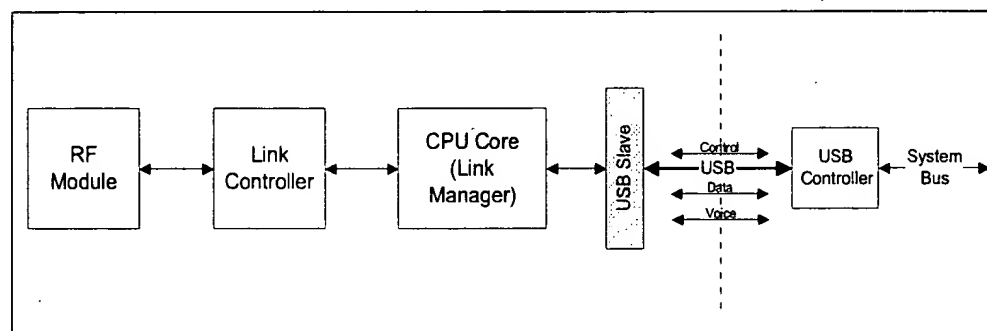 RF
Module
Link
Controller
CPU Core
(Link
Manager)
USB Slave
Control
USB
Data
Voice
USB
Controller
System
Bus